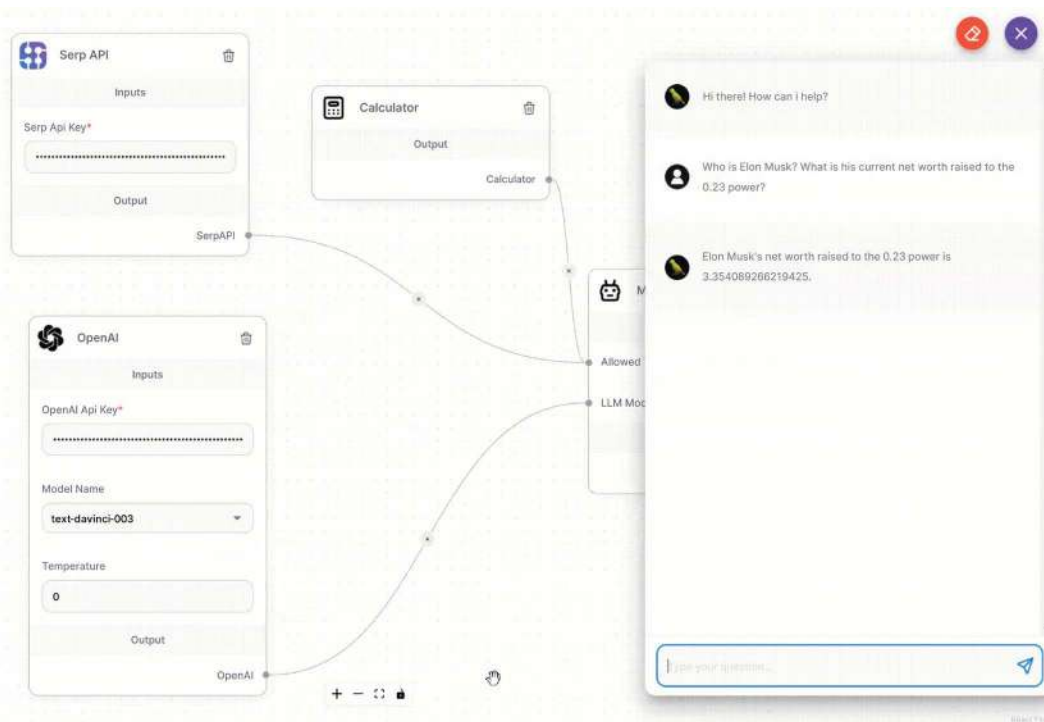 Serp API
Inputs
Serp Api Key*
Output
SerpAPI
Calculator
Output
Calculator
OpenAI
Inputs
OpenAI Api Key*
Model Name
text-davinci-003
Temperature
0
Output
OpenAI
M
Allowed
LLM Mod
Hi there! How can i help?
Who is Elon Musk? What is his current net worth raised to the
0.23 power?
Elon Musk's net worth raised to the 0.23 power is
3.354089266219425.
Type your question...